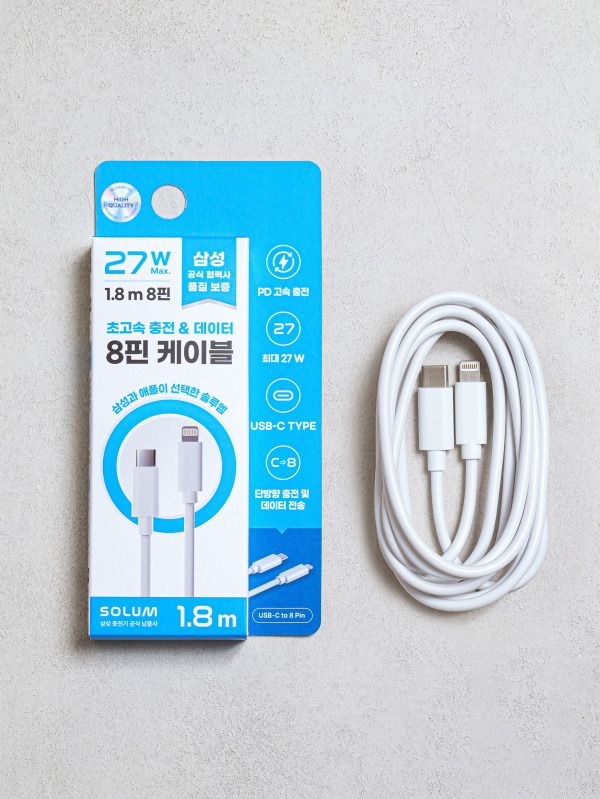 HIGH
QUALITY
27W
Max.
1.8 m 8핀
삼성
공식 협력사
품질 보증
초고속 충전 & 데이터
8핀 케이블
삼성과 애플이 선택한 솔루엠
SOLUM
삼성 충전기 공식 납품사
1.8 m
PD 고속 충전
27
최대 27 W
USB-C TYPE
C⇒8
단방향 충전 및
데이터 전송
USB-C to 8 Pin